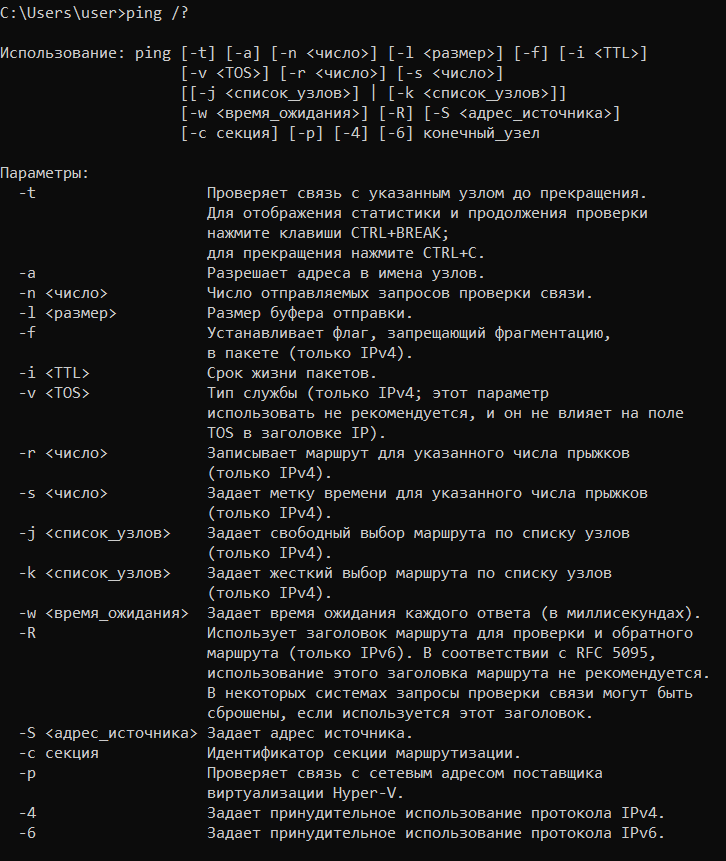 C:\Users\user>ping /?
Использование: ping [-t] [-a] [-n <число>] [-l <размер>] [-f] [-i <TTL>]
[-v <TOS>] [-r <число>] [-s <число>]
[[-j <список_узлов>] | [-k <список_узлов>]]
[-w <время_ожидания>] [-R] [-S <адрес_источника>]
[-c секция] [-p] [-4] [-6] конечный_узел
Параметры:
-t Проверяет связь с указанным узлом до прекращения.
Для отображения статистики и продолжения проверки
нажмите клавиши CTRL+BREAK;
для прекращения нажмите CTRL+C.
-a Разрешает адреса в имена узлов.
-n <число> Число отправляемых запросов проверки связи.
-l <размер> Размер буфера отправки.
-f Устанавливает флаг, запрещающий фрагментацию,
в пакете (только IPv4).
-i <TTL> Срок жизни пакетов.
-v <TOS> Тип службы (только IPv4; этот параметр
использовать не рекомендуется, и он не влияет на поле
TOS в заголовке IP).
-r <число> Записывает маршрут для указанного числа прыжков
(только IPv4).
-s <число> Задает метку времени для указанного числа прыжков
(только IPv4).
-j <список_узлов> Задает свободный выбор маршрута по списку узлов
(только IPv4).
-k <список_узлов> Задает жесткий выбор маршрута по списку узлов
(только IPv4).
-w <время_ожидания> Задает время ожидания каждого ответа (в миллисекундах).
-R Использует заголовок маршрута для проверки и обратного
маршрута (только IPv6). В соответствии с RFC 5095,
использование этого заголовка маршрута не рекомендуется.
В некоторых системах запросы проверки связи могут быть
сброшены, если используется этот заголовок.
-S <адрес_источника> Задает адрес источника.
-c секция Идентификатор секции маршрутизации.
-p Проверяет связь с сетевым адресом поставщика
виртуализации Hyper-V.
-4 Задает принудительное использование протокола IPv4.
-6 Задает принудительное использование протокола IPv6.